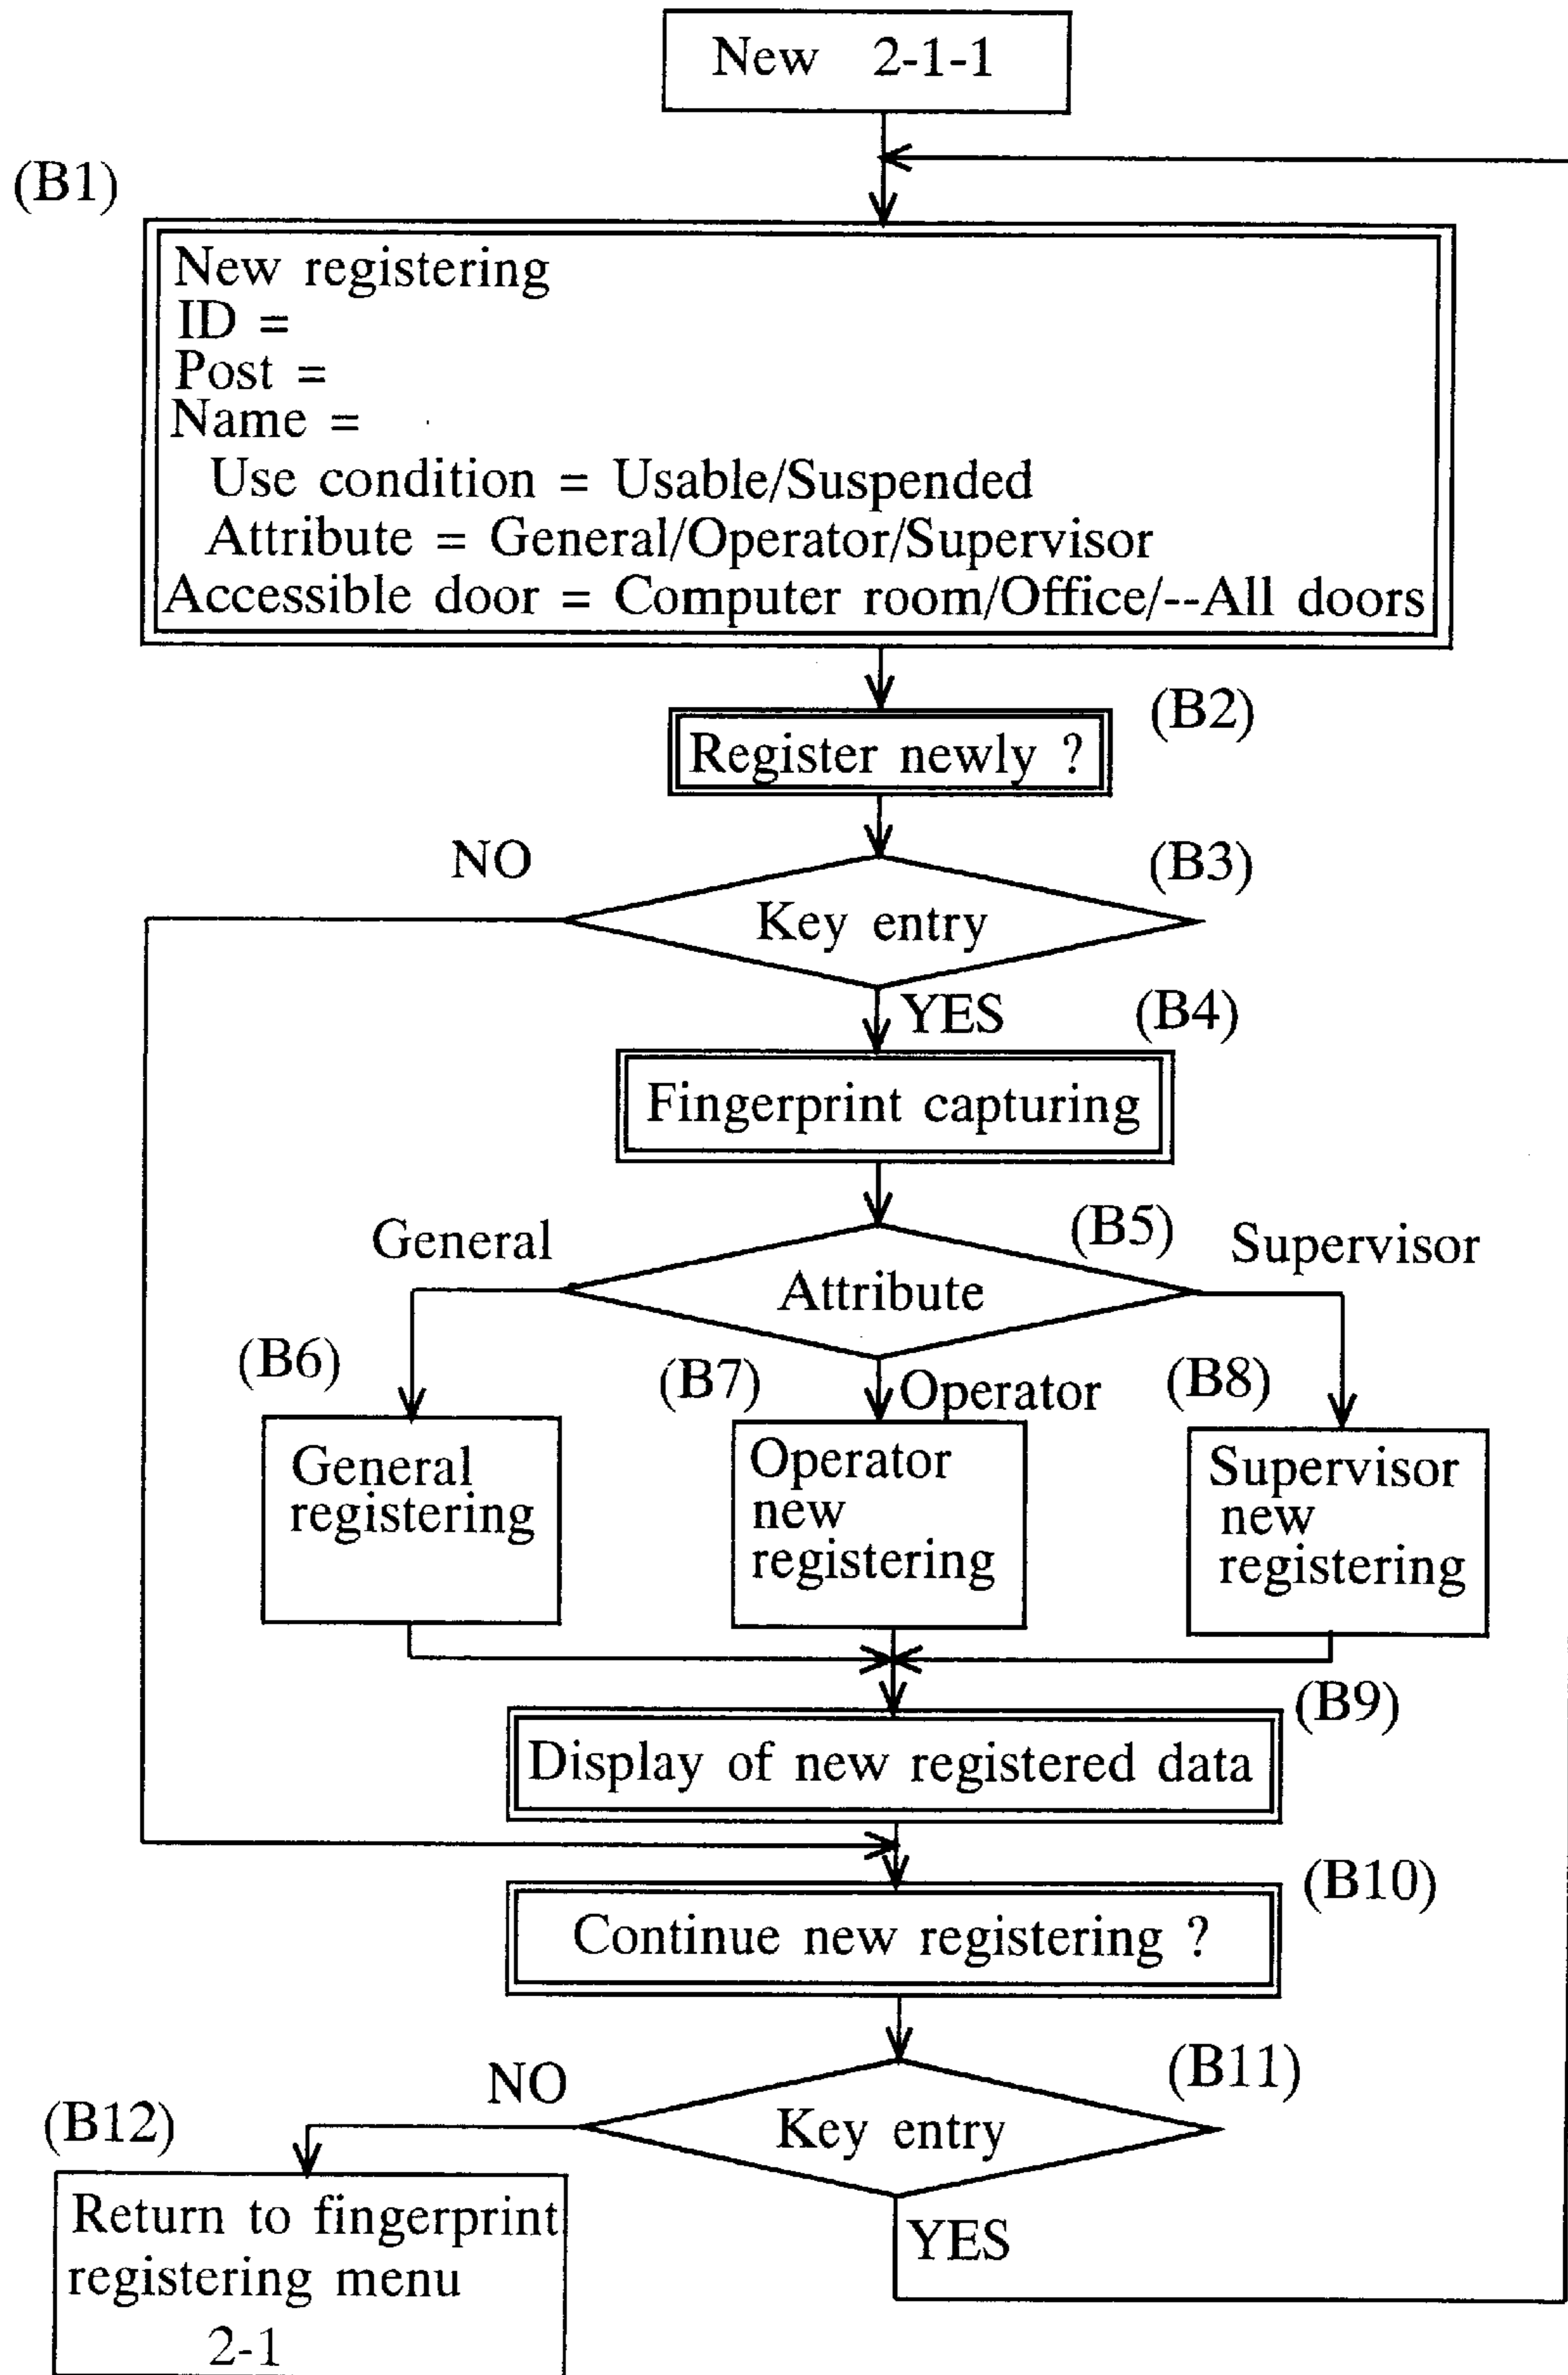 New 2-1-1
(B1)
New registering
ID =
Post =
Name =
Use condition = Usable/Suspended
Attribute = General/Operator/Supervisor
Accessible door = Computer room/Office/--All doors
(B2)
Register newly ?
NO
(B3)
Key entry
YES
(B4)
Fingerprint capturing
General
(B5)
Supervisor
Attribute
(B6)
(B7)
Operator
(B8)
General
registering
Operator
new
registering
Supervisor
new
registering
(B9)
Display of new registered data
(B10)
Continue new registering ?
NO
(B11)
Key entry
(B12)
YES
Return to fingerprint
registering menu
2-1